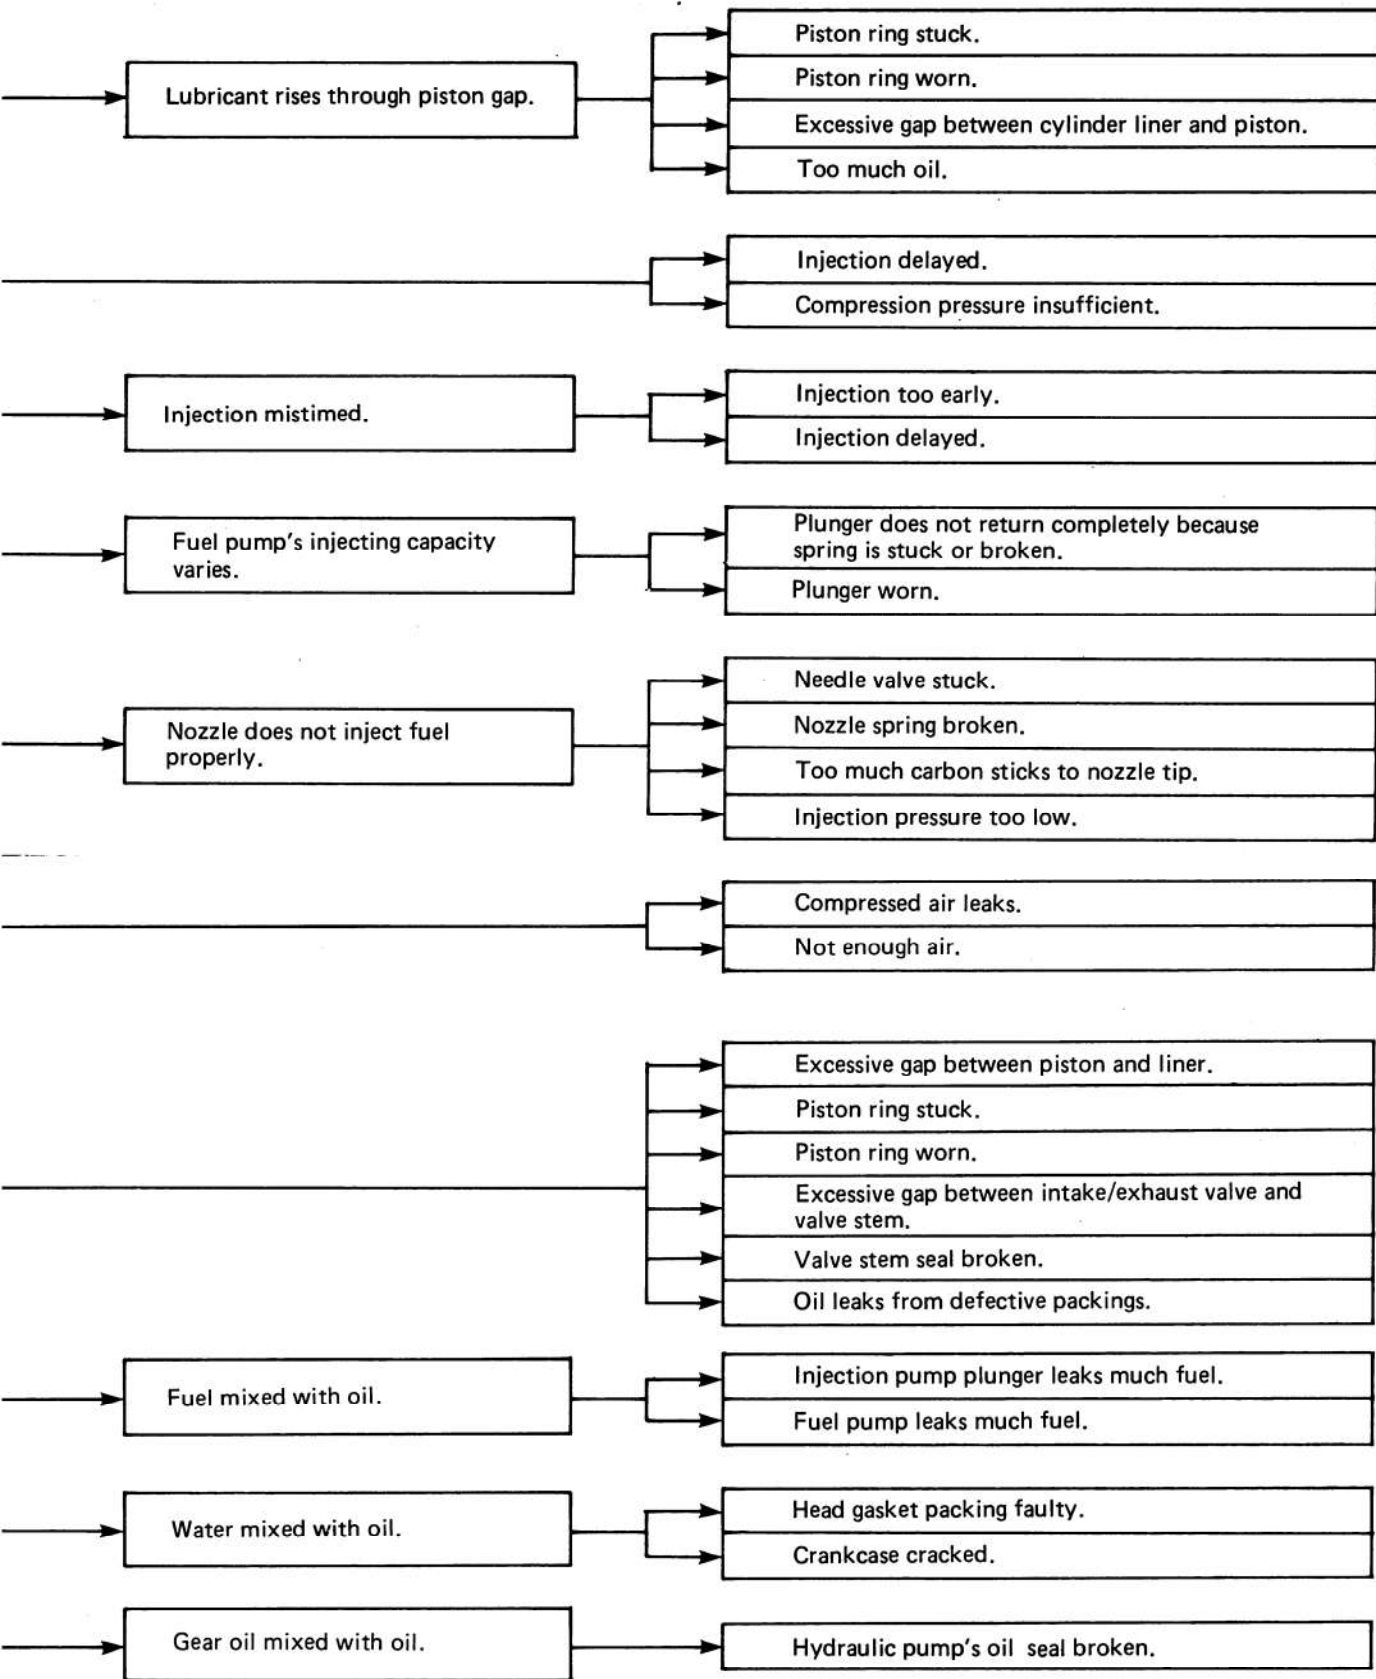 Piston ring stuck.
Piston ring worn.
Lubricant rises through piston gap.
Excessive gap between cylinder liner and piston.
Too much oil.
Injection delayed.
Compression pressure insufficient.
Injection too early.
Injection mistimed.
Injection delayed.
Plunger does not return completely because
spring is stuck or broken.
Fuel pump's injecting capacity
varies.
Plunger worn.
Needle valve stuck.
Nozzle spring broken.
Nozzle does not inject fuel
properly.
Too much carbon sticks to nozzle tip.
Injection pressure too low.
Compressed air leaks.
Not enough air.
Excessive gap between piston and liner.
Piston ring stuck.
Piston ring worn.
Excessive gap between intake/exhaust valve and
valve stem.
Valve stem seal broken.
Oil leaks from defective packings.
Injection pump plunger leaks much fuel.
Fuel mixed with oil.
Fuel pump leaks much fuel.
Head gasket packing faulty.
Water mixed with oil.
Crankcase cracked.
Gear oil mixed with oil.
Hydraulic pump's oil seal broken.